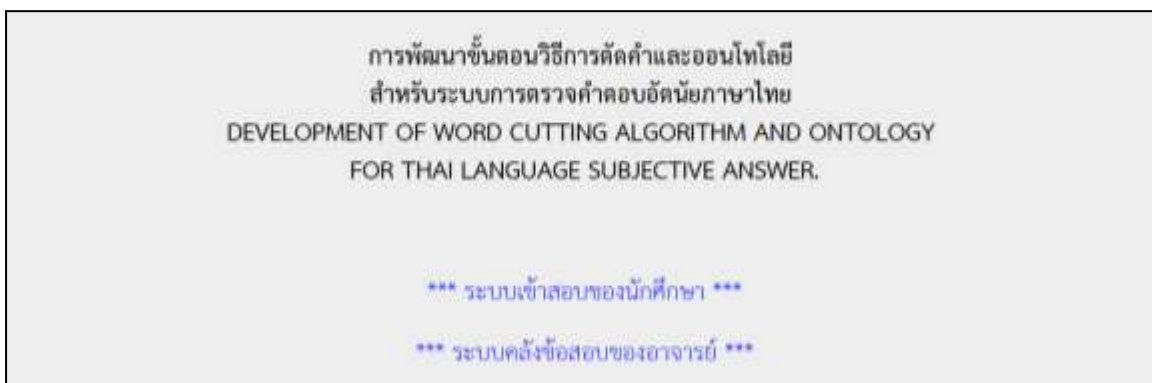 การพัฒนาขั้นตอนวิธีการตัดคำและออนโทโลยี
สำหรับระบบการตรวจคำตอบอัตนัยภาษาไทย
DEVELOPMENT OF WORD CUTTING ALGORITHM AND ONTOLOGY
FOR THAI LANGUAGE SUBJECTIVE ANSWER.
*** ระบบเข้าสอบของนักศึกษา ***
*** ระบบคลังข้อสอบของอาจารย์ ***